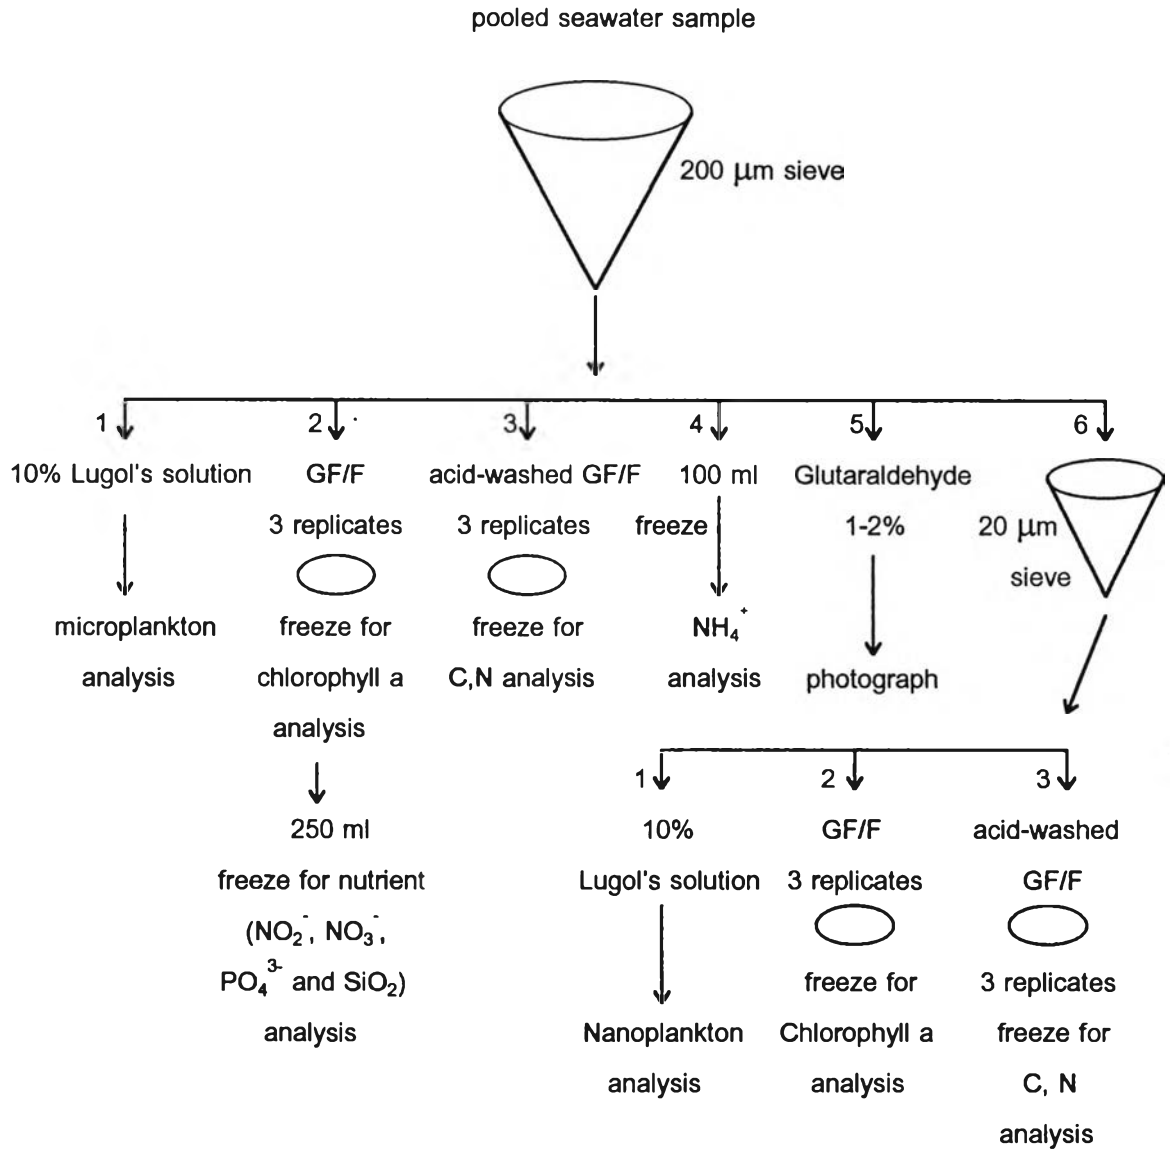 pooled seawater sample
200 µm sieve
1
10% Lugol's solution
microplankton
analysis
2
GF/F
3 replicates
freeze for
chlorophyll a
analysis
250 ml
freeze for nutrient
(NO₂⁻, NO₃⁻,
PO₄³⁻ and SiO₂)
analysis
3
acid-washed GF/F
3 replicates
freeze for
C,N analysis
4
100 ml
freeze
NH₄⁺
analysis
5
Glutaraldehyde
1-2%
photograph
6
20 µm
sieve
1
10%
Lugol's solution
Nanoplankton
analysis
2
GF/F
3 replicates
freeze for
Chlorophyll a
analysis
3
acid-washed
GF/F
3 replicates
freeze for
C, N
analysis